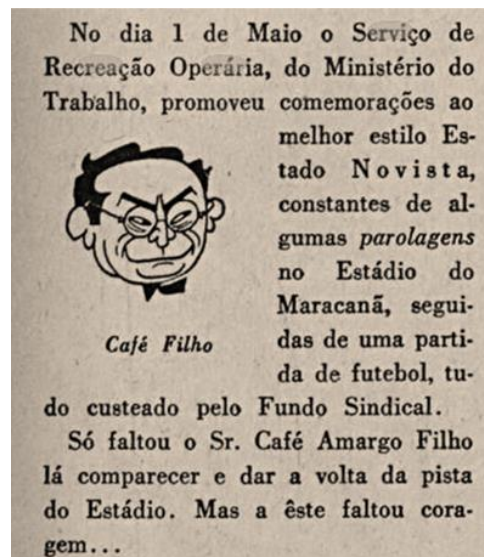 No dia 1 de Maio o Serviço de
Recreação Operária, do Ministério do
Trabalho, promoveu comemorações ao
melhor estilo Es-
tado Novista,
constantes de al-
gumas parolagens
no Estádio do
Maracanã, segui-
das de uma parti-
da de futebol, tu-
Café Filho
do custeado pelo Fundo Sindical.
Só faltou o Sr. Café Amargo Filho
lá comparecer e dar a volta da pista
do Estádio. Mas a êste faltou cora-
gem...